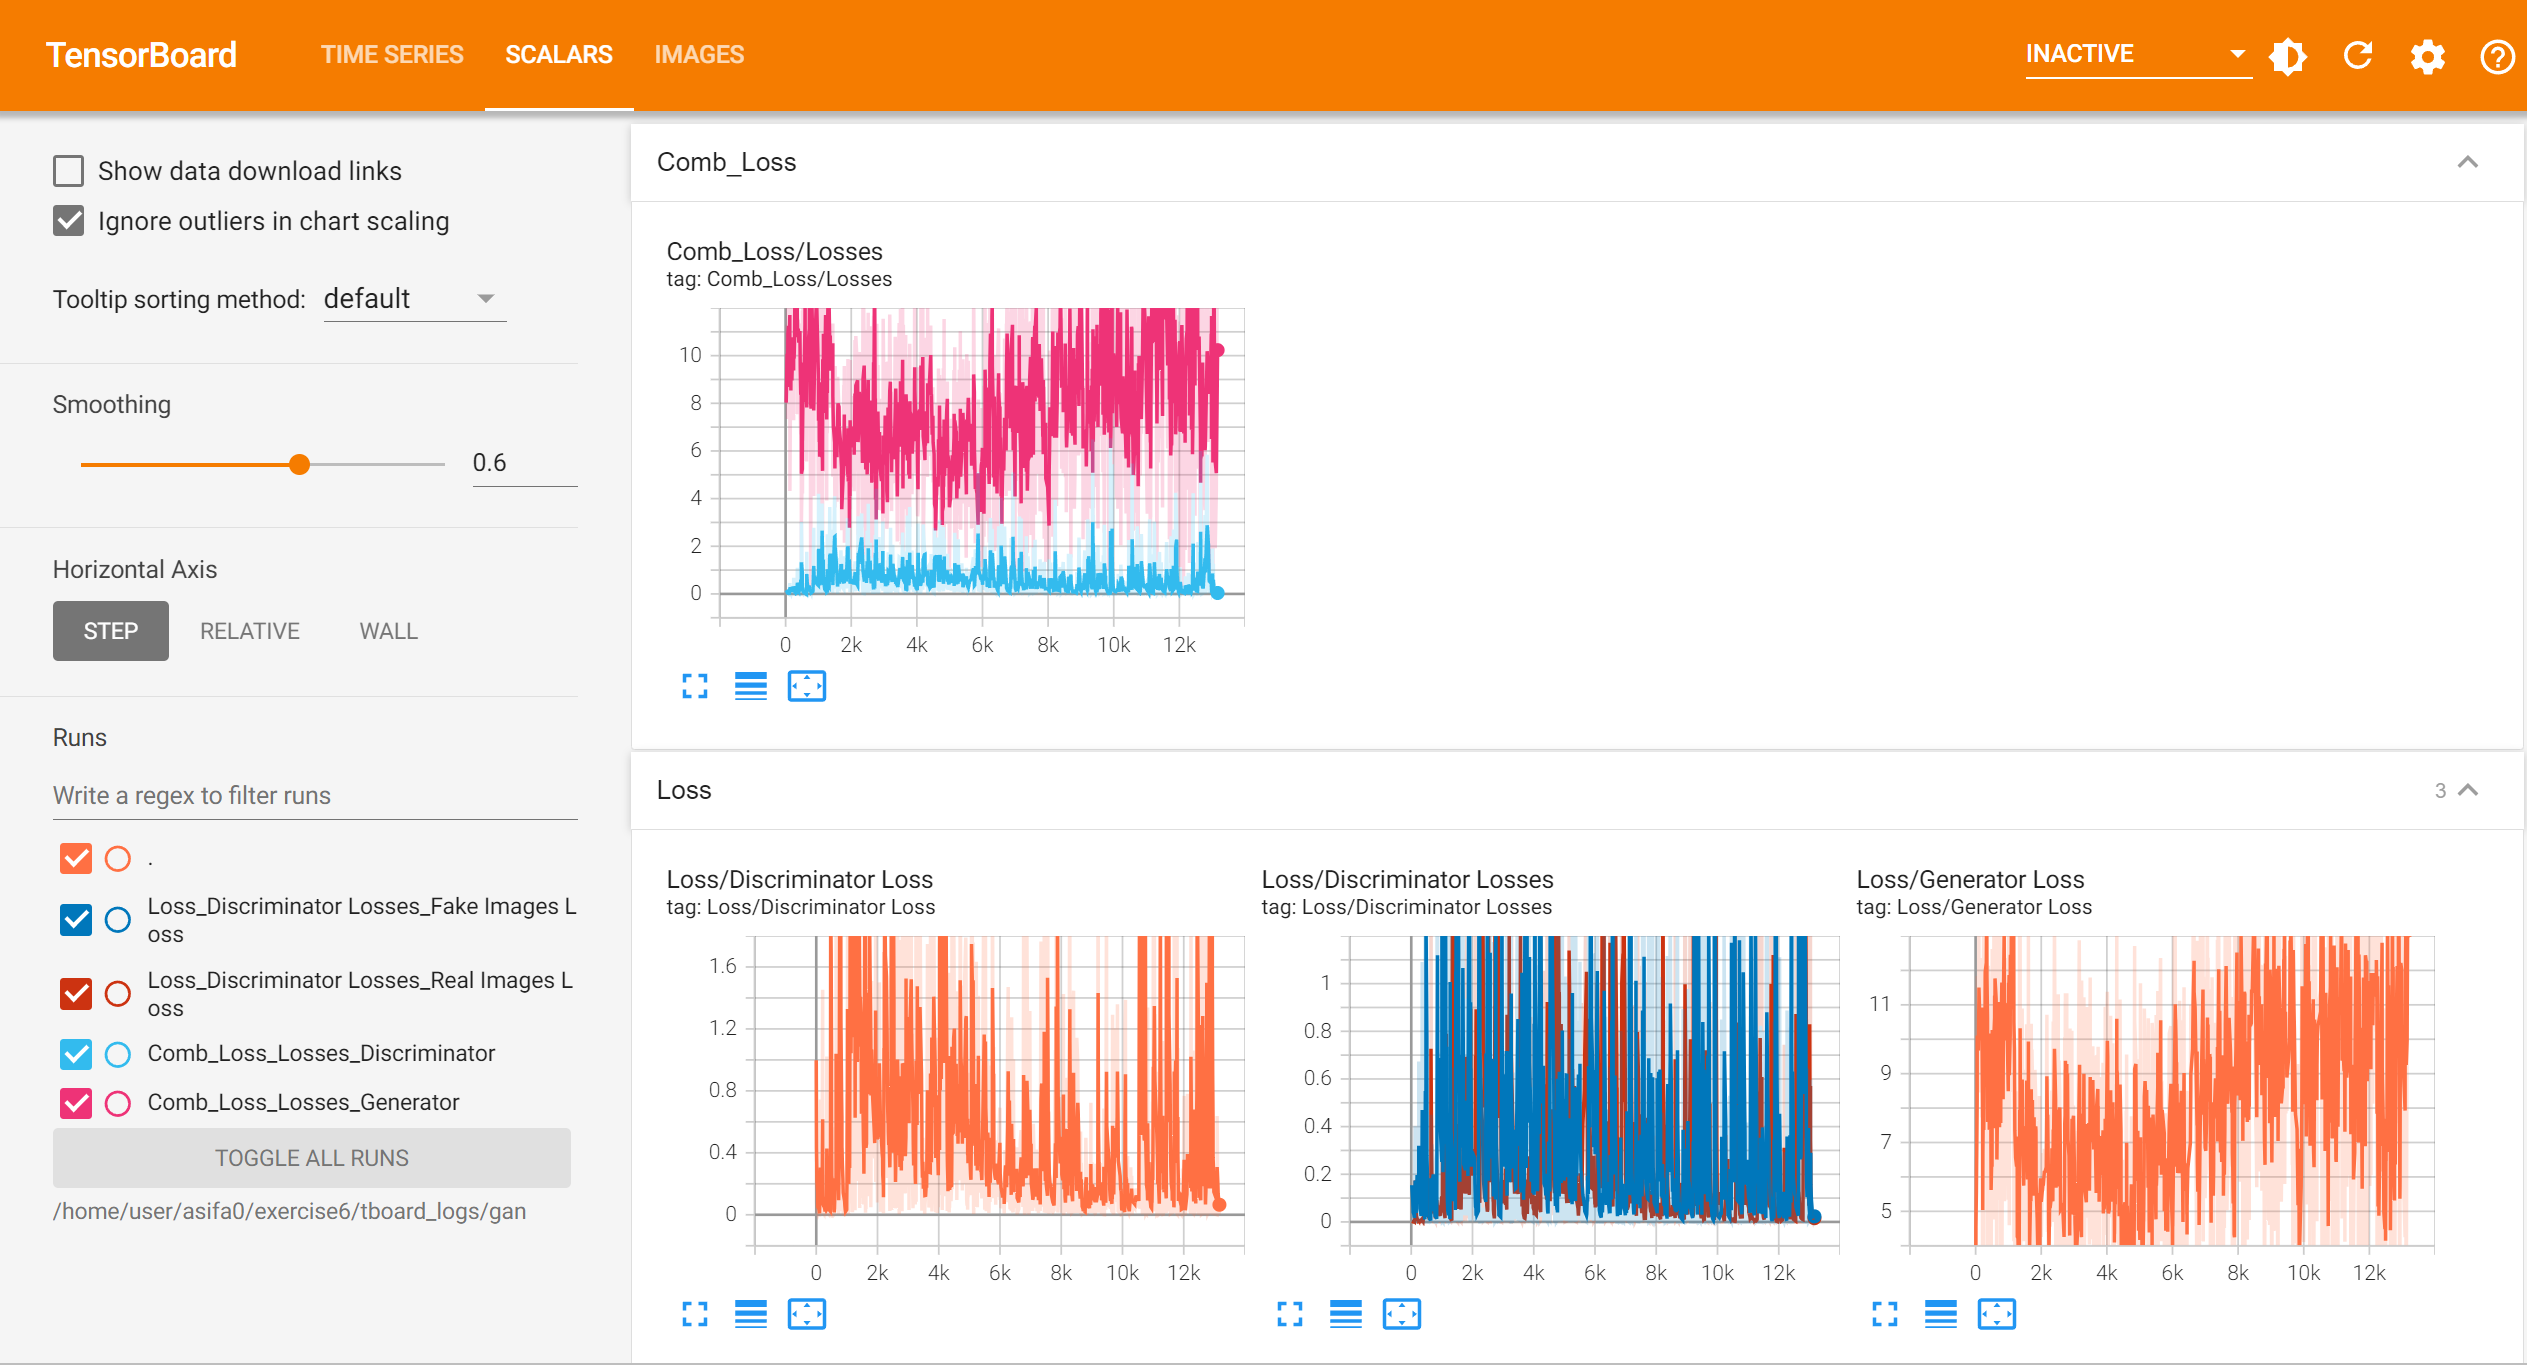 TensorBoard
TIME SERIES
SCALARS
IMAGES
INACTIVE
Show data download links
Ignore outliers in chart scaling
Tooltip sorting method: default
Smoothing
0.6
Horizontal Axis
STEP
RELATIVE
WALL
Runs
Write a regex to filter runs
.
Loss_Discriminator Losses_Fake Images L
oss
Loss_Discriminator Losses_Real Images L
oss
Comb_Loss_Losses_Discriminator
Comb_Loss_Losses_Generator
TOGGLE ALL RUNS
/home/user/asifa0/exercise6/tboard_logs/gan
Comb_Loss
Comb_Loss/Losses
tag: Comb_Loss/Losses
10
8
6
4
2
0
0 2k 4k 6k 8k 10k 12k
Loss
3
Loss/Discriminator Loss
tag: Loss/Discriminator Loss
1.6
1.2
0.8
0.4
0
0 2k 4k 6k 8k 10k 12k
Loss/Discriminator Losses
tag: Loss/Discriminator Losses
1
0.8
0.6
0.4
0.2
0
0 2k 4k 6k 8k 10k 12k
Loss/Generator Loss
tag: Loss/Generator Loss
11
9
7
5
0 2k 4k 6k 8k 10k 12k